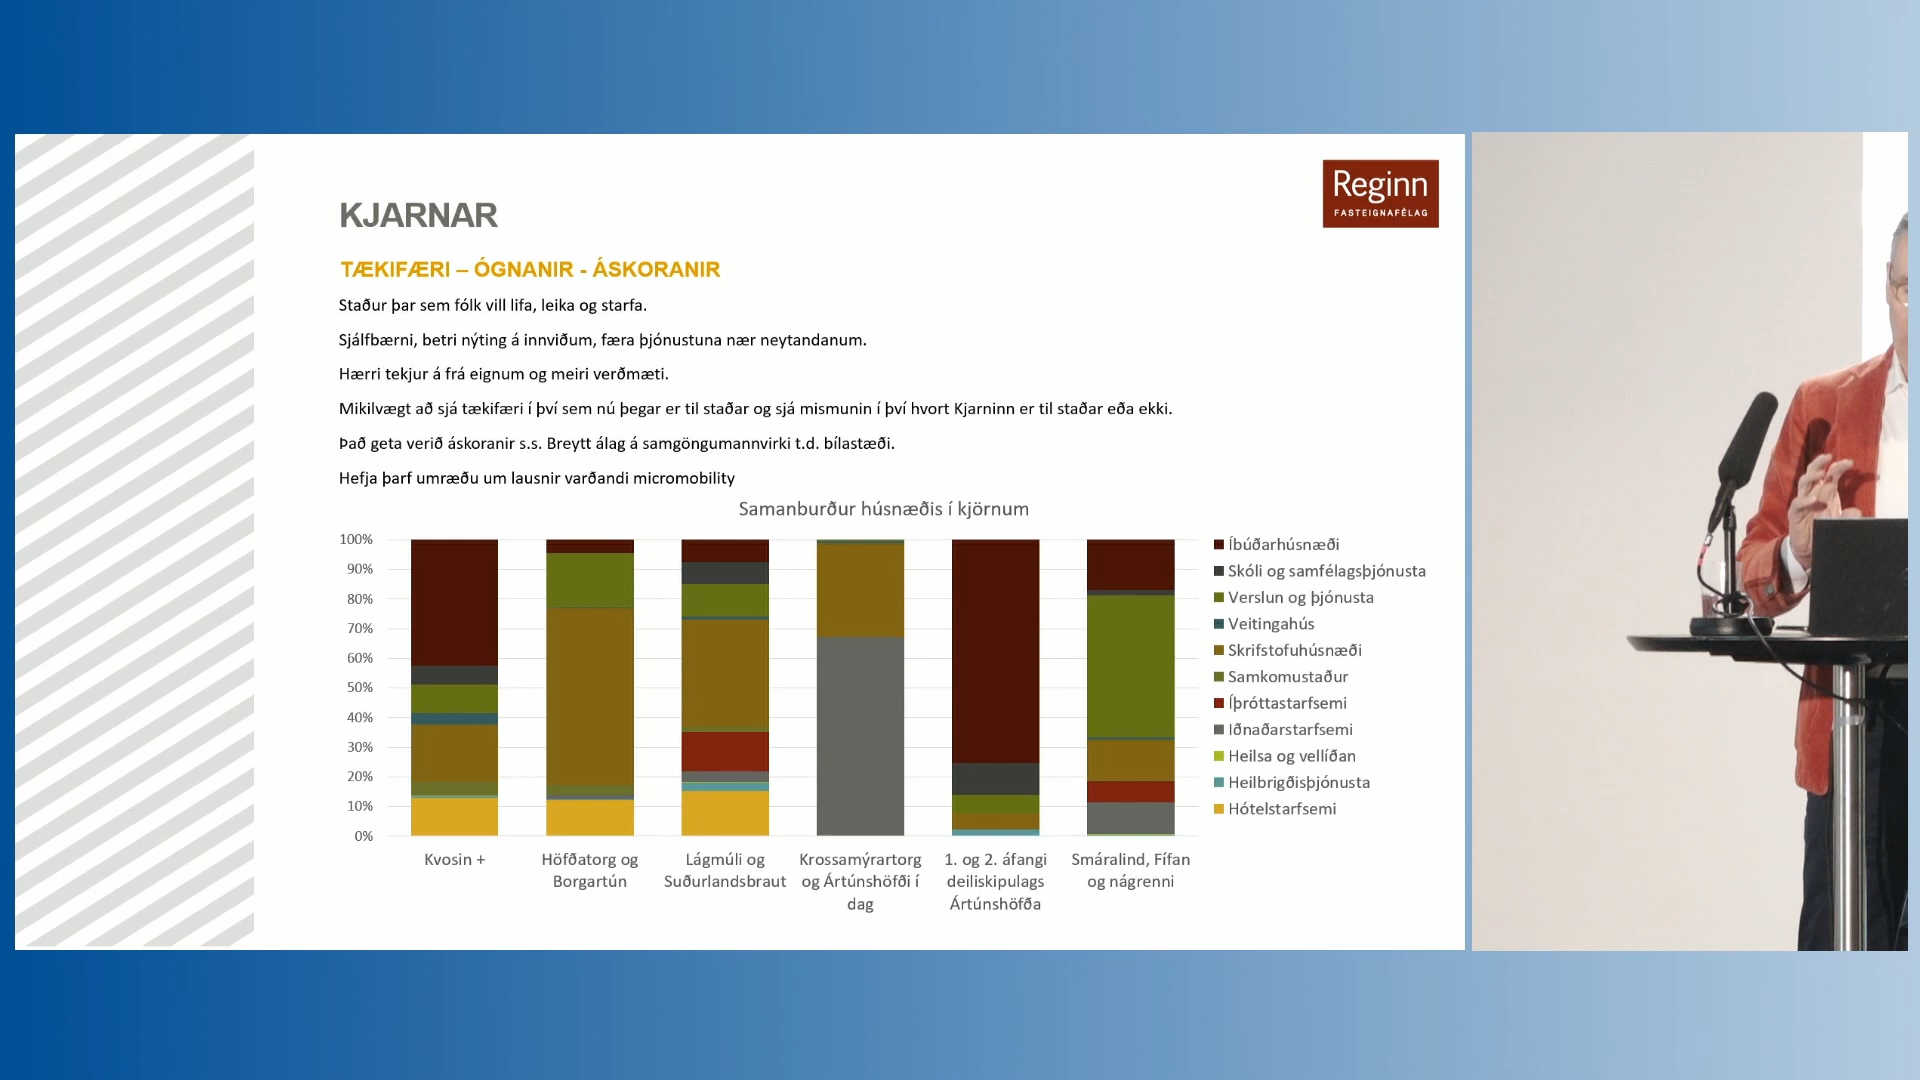 Reginn
FASTEIGNAFÉLAG
KJARNAR
TÆKIFÆRI – ÓGNANIR - ÁSKORANIR
Staður þar sem fólk vill lifa, leika og starfa.
Sjálfbærni, betri nýting á innviðum, færa þjónustuna nær neytandanum.
Hærri tekjur á frá eignum og meiri verðmæti.
Mikilvægt að sjá tækifæri í því sem nú þegar er til staðar og sjá mismunin í því hvort Kjarninn er til staðar eða ekki.
Það geta verið áskoranir s.s. Breytt álag á samgöngumannvirki t.d. bílastæði.
Hefja þarf umræðu um lausnir varðandi micromobility
Samanburður húsnæðis í kjörnum
100%
90%
80%
70%
60%
50%
40%
30%
20%
10%
0%
Kvosin +
Höfðatorg og
Borgartún
Lágmúli og
Suðurlandsbraut
Krossamýrartorg
og Ártúnshöfði í
dag
1. og 2. áfangi
deiliskipulags
Ártúnshöfða
Smáralind, Fífan
og nágrenni
Íbúðarhúsnæði
Skóli og samfélagsþjónusta
Verslun og þjónusta
Veitingahús
Skrifstofuhúsnæði
Samkomustaður
Íþróttastarfsemi
Iðnaðarstarfsemi
Heilsa og vellíðan
Heilbrigðisþjónusta
Hótelstarfsemi